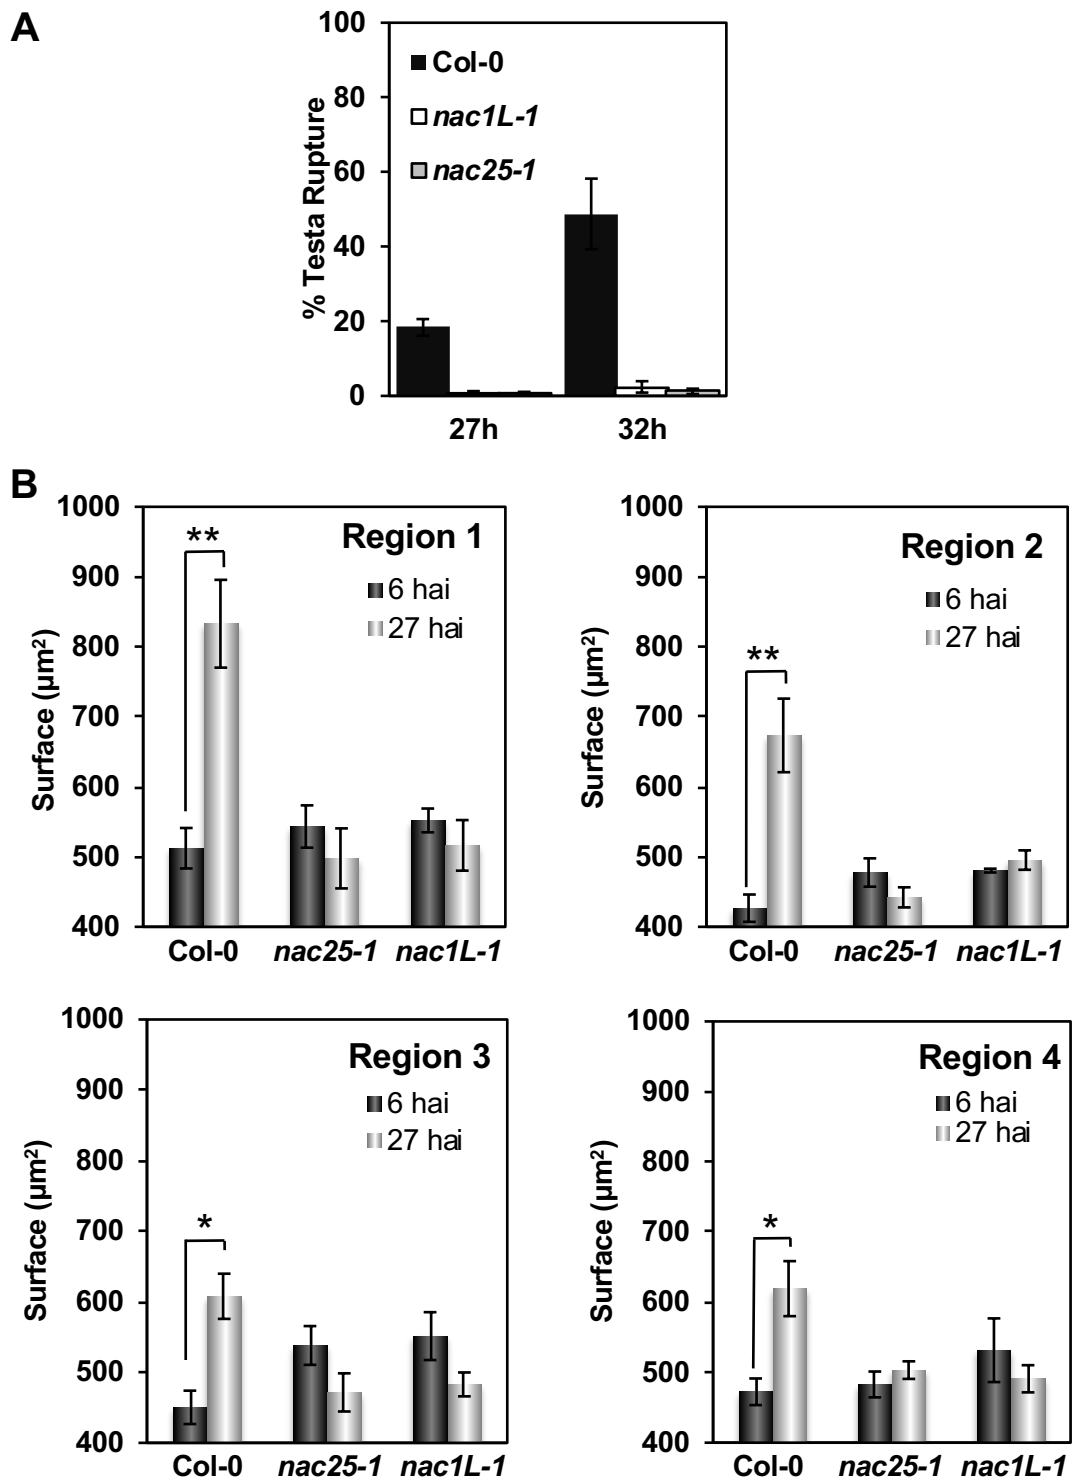 A
% Testa Rupture
100
80
60
40
20
0
Col-0
nac1L-1
nac25-1
27h 32h
B
Surface (µm²)
1000
900
800
700
600
500
400
**
Region 1
6 hai
27 hai
Col-0 nac25-1 nac1L-1
Surface (µm²)
1000
900
800
700
600
500
400
**
Region 2
6 hai
27 hai
Col-0 nac25-1 nac1L-1
Surface (µm²)
1000
900
800
700
600
500
400
*
Region 3
6 hai
27 hai
Col-0 nac25-1 nac1L-1
Surface (µm²)
1000
900
800
700
600
500
400
*
Region 4
6 hai
27 hai
Col-0 nac25-1 nac1L-1